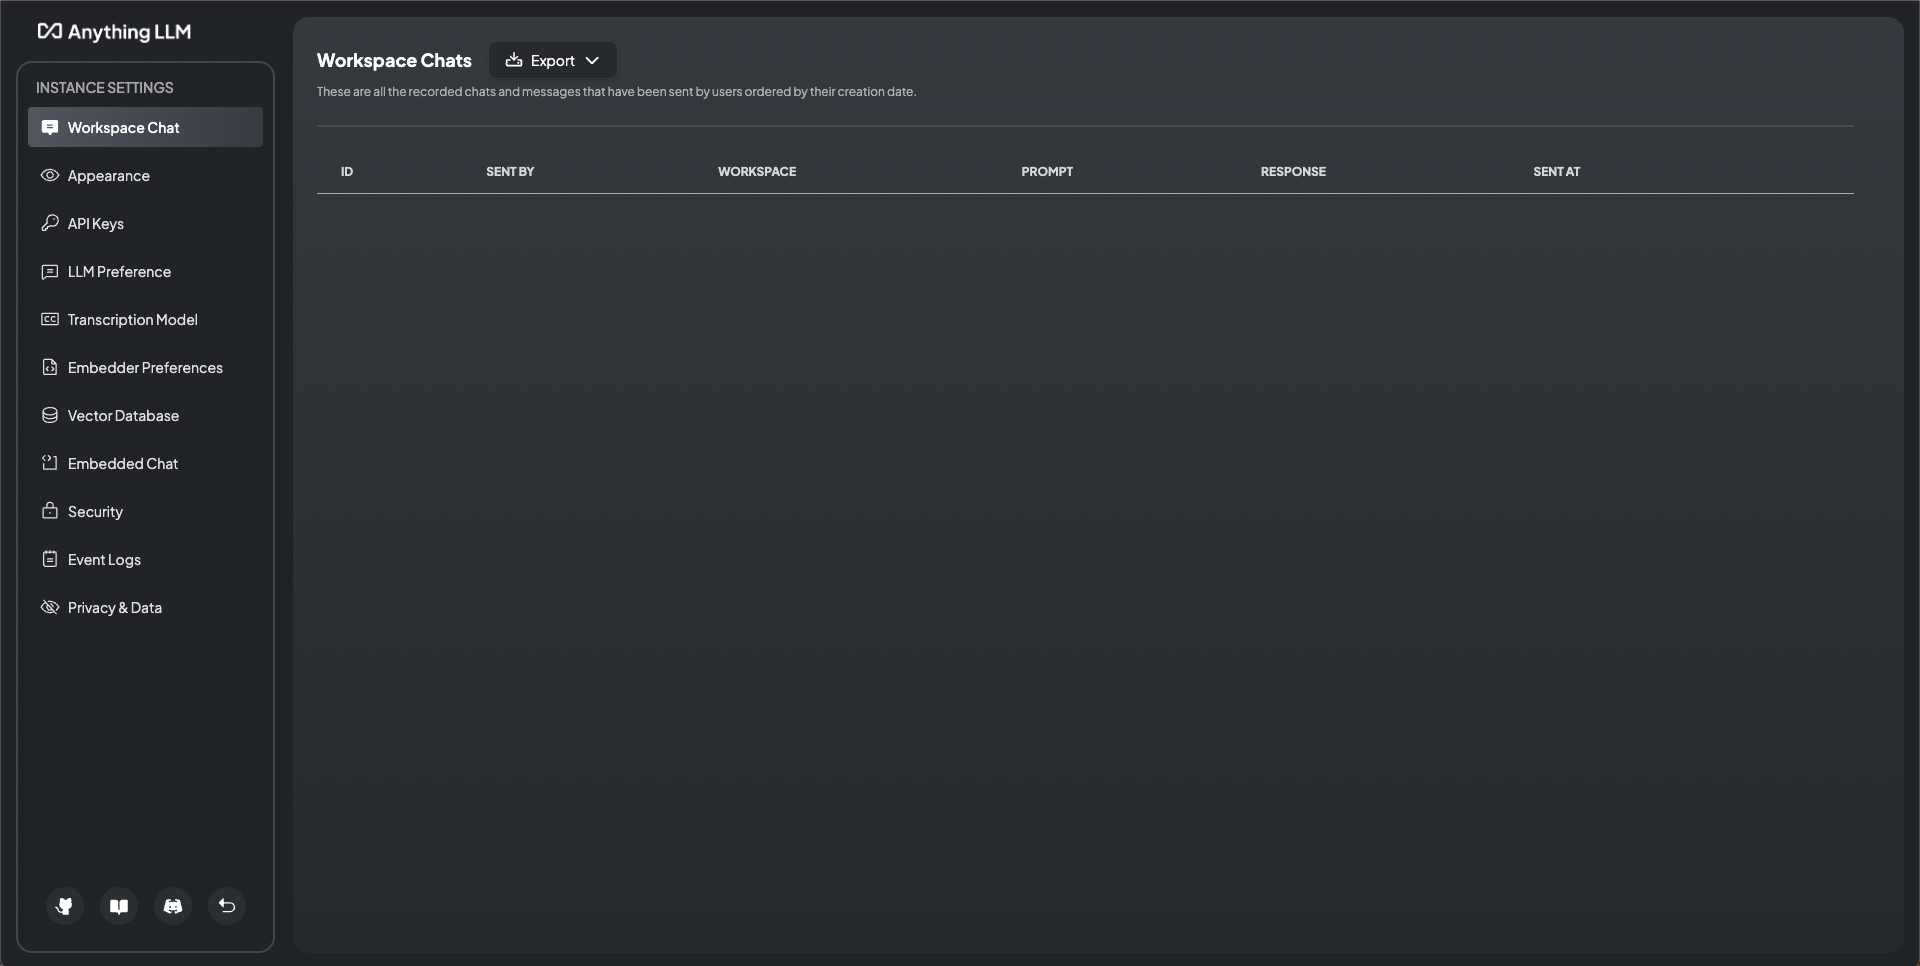 Anything LLM
INSTANCE SETTINGS
Workspace Chat
Appearance
API Keys
LLM Preference
Transcription Model
Embedder Preferences
Vector Database
Embedded Chat
Security
Event Logs
Privacy & Data
Workspace Chats
Export
These are all the recorded chats and messages that have been sent by users ordered by their creation date.
ID SENT BY WORKSPACE PROMPT RESPONSE SENT AT